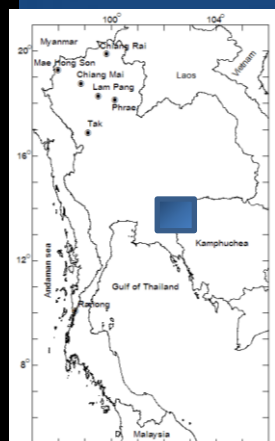 100° 104°
20°
Myanmar
Chiang Rai
Mae Hong Son
Chiang Mai
Lam Pang
Phrae
Laos
Vietnam
Tak
16°
Kamphuchea
12°
Gulf of Thailand
Andaman sea
Ranong
8°
Malaysia